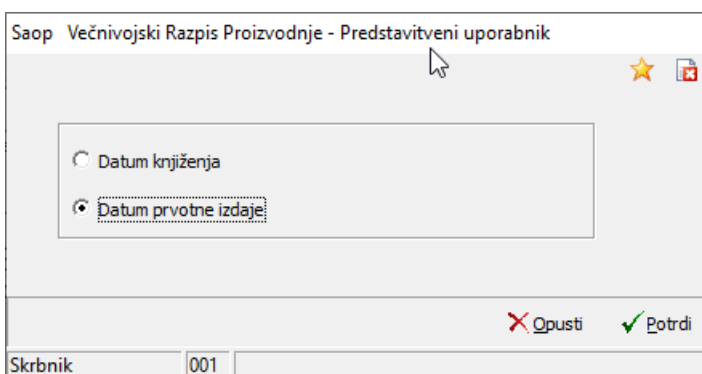 Saop Večnivojski Razpis Proizvodnje - Predstavitveni uporabnik
Datum knjiženja
Datum prvotne izdaje
Opusti Potrdi
Skrbnik 001